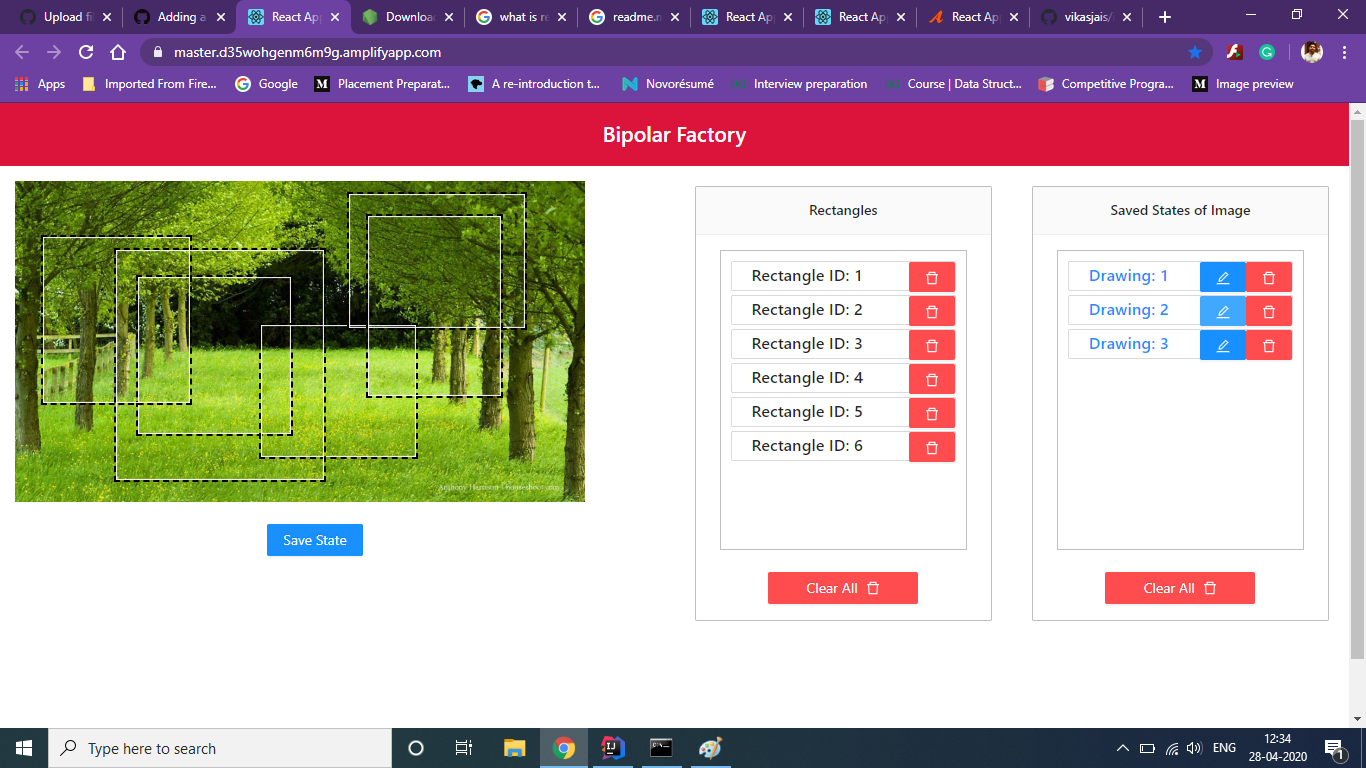 Upload fi
Adding a
React Ap
Downloa
what is re
readme.m
React Ap
React Ap
React Ap
vikasjais/
master.d35wohgenm6m9g.amplifyapp.com
Apps
Imported From Fire...
Google
Placement Preparat...
A re-introduction t...
Novorésumé
Interview preparation
Course | Data Struct...
Competitive Progra...
Image preview
Bipolar Factory
Rectangles
Saved States of Image
Rectangle ID: 1
Rectangle ID: 2
Rectangle ID: 3
Rectangle ID: 4
Rectangle ID: 5
Rectangle ID: 6
Drawing: 1
Drawing: 2
Drawing: 3
Save State
Clear All
Clear All
Type here to search
ENG
12:34
28-04-2020
1